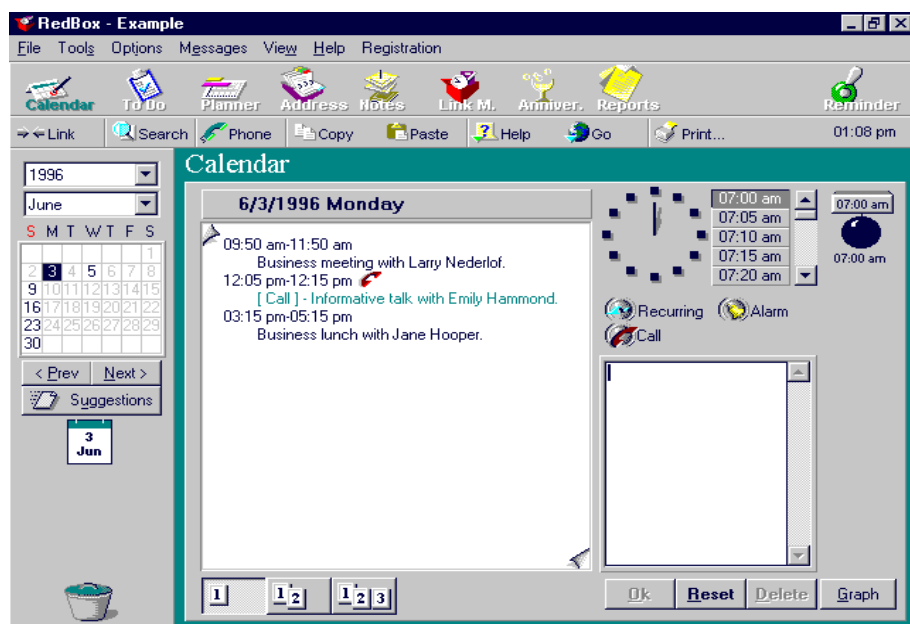 RedBox - Example
File Tools Options Messages View Help Registration
Calendar To Do Planner Address Notes Link M. Anniver. Reports Reminder
Link Search Phone Copy Paste Help Go Print... 01:08 pm
1996
June
S M T W T F S
1
2 3 4 5 6 7 8
9 10 11 12 13 14 15
16 17 18 19 20 21 22
23 24 25 26 27 28 29
30
< Prev Next >
Suggestions
3
Jun
Calendar
6/3/1996 Monday
09:50 am-11:50 am
Business meeting with Larry Nederlof.
12:05 pm-12:15 pm
[ Call ] - Informative talk with Emily Hammond.
03:15 pm-05:15 pm
Business lunch with Jane Hooper.
1 1 2 1 2 3
07:00 am
07:05 am
07:10 am
07:15 am
07:20 am
07:00 am
07:00 am
Recurring Alarm
Call
Ok Reset Delete Graph